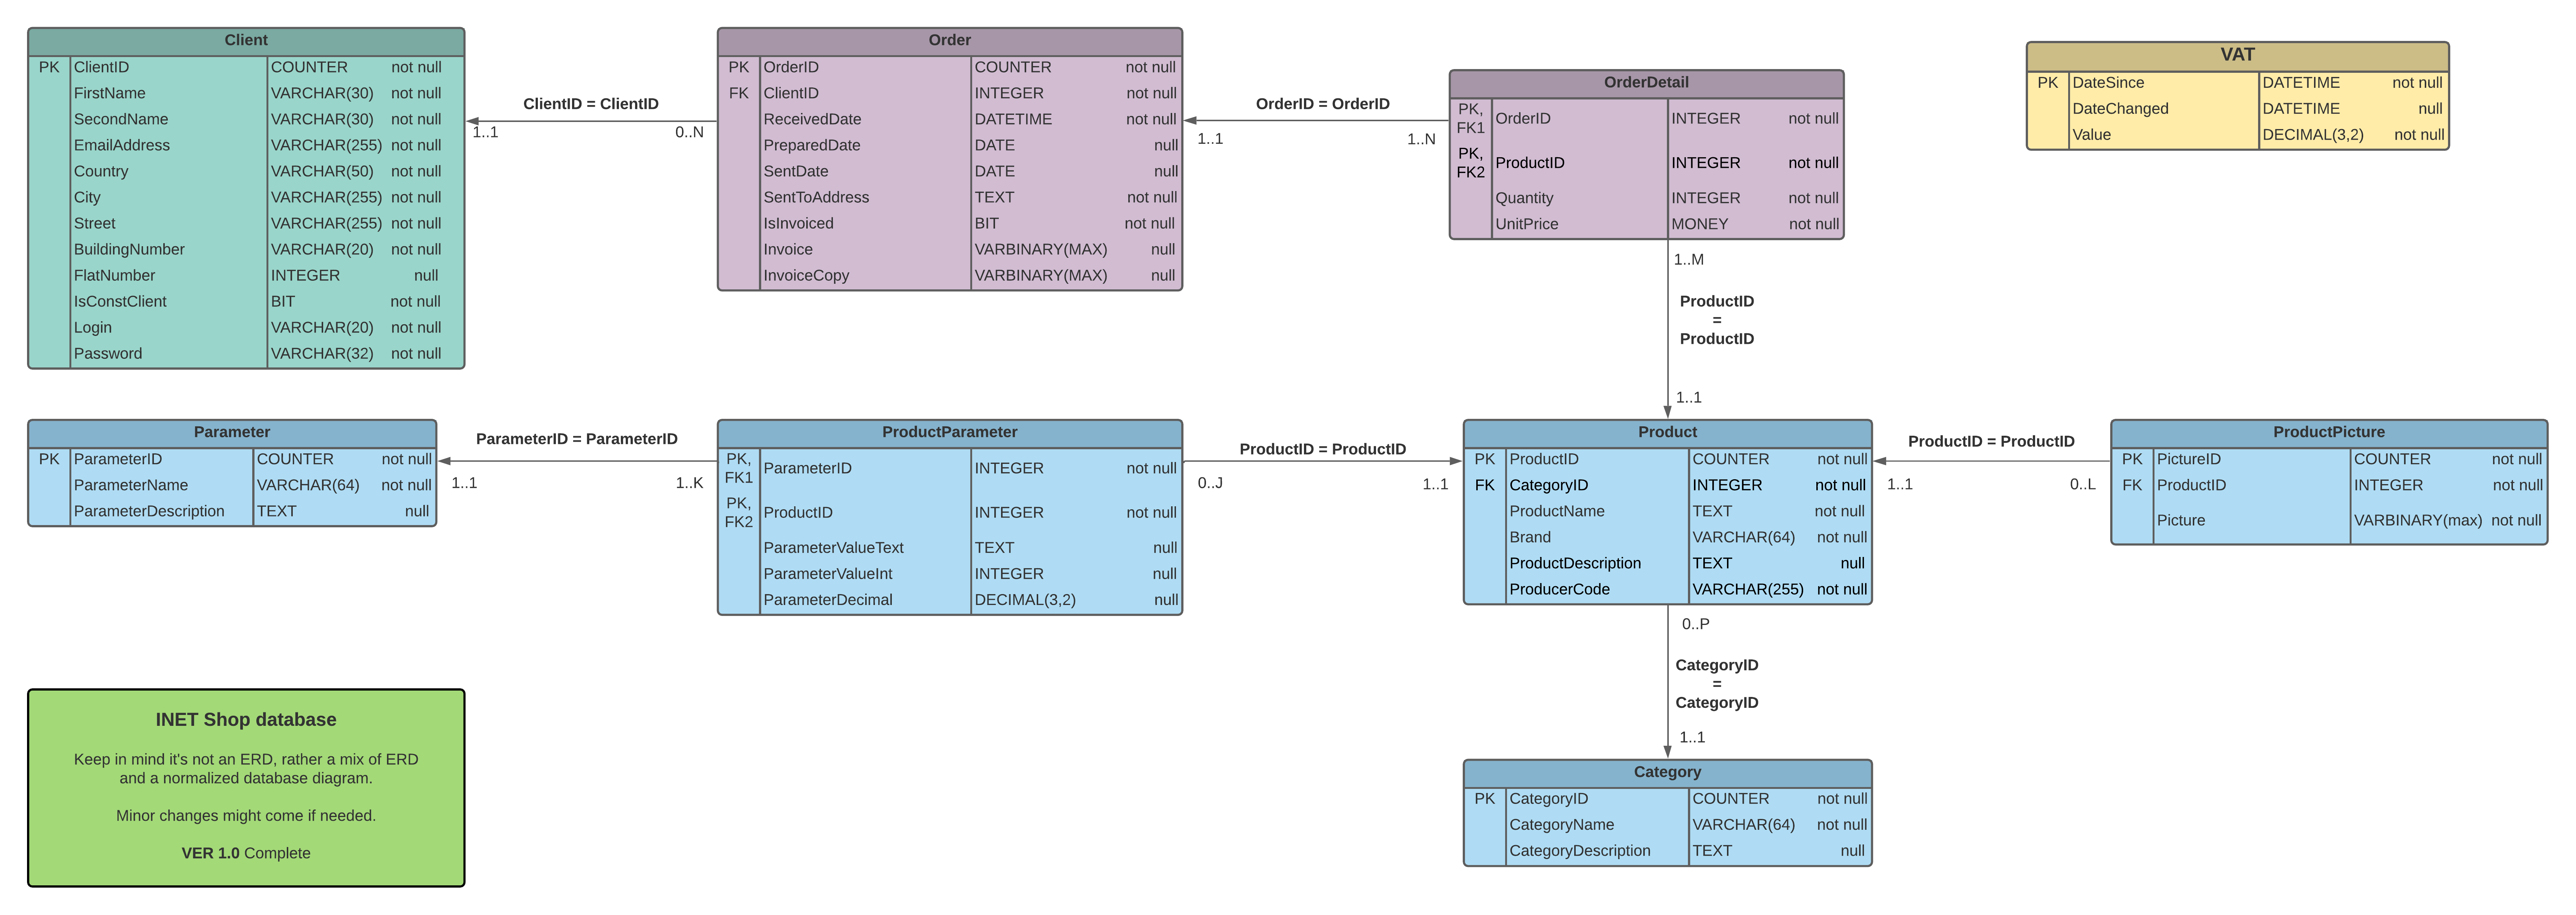 Client
PK ClientID COUNTER not null
FirstName VARCHAR(30) not null
SecondName VARCHAR(30) not null
EmailAddress VARCHAR(255) not null
Country VARCHAR(50) not null
City VARCHAR(255) not null
Street VARCHAR(255) not null
BuildingNumber VARCHAR(20) not null
FlatNumber INTEGER null
IsConstClient BIT not null
Login VARCHAR(20) not null
Password VARCHAR(32) not null
ClientID = ClientID
1..1 0..N
Order
PK OrderID COUNTER not null
FK ClientID INTEGER not null
ReceivedDate DATETIME not null
PreparedDate DATE null
SentDate DATE null
SentToAddress TEXT not null
IsInvoiced BIT not null
Invoice VARBINARY(MAX) null
InvoiceCopy VARBINARY(MAX) null
OrderID = OrderID
1..1 1..N
OrderDetail
PK,
FK1 OrderID INTEGER not null
PK,
FK2 ProductID INTEGER not null
Quantity INTEGER not null
UnitPrice MONEY not null
1..M
ProductID
=
ProductID
1..1
VAT
PK DateSince DATETIME not null
DateChanged DATETIME null
Value DECIMAL(3,2) not null
Parameter
PK ParameterID COUNTER not null
ParameterName VARCHAR(64) not null
ParameterDescription TEXT null
ParameterID = ParameterID
1..1 1..K
ProductParameter
PK,
FK1 ParameterID INTEGER not null
PK,
FK2 ProductID INTEGER not null
ParameterValueText TEXT null
ParameterValueInt INTEGER null
ParameterDecimal DECIMAL(3,2) null
ProductID = ProductID
0..J 1..1
Product
PK ProductID COUNTER not null
FK CategoryID INTEGER not null
ProductName TEXT not null
Brand VARCHAR(64) not null
ProductDescription TEXT null
ProducerCode VARCHAR(255) not null
ProductID = ProductID
1..1 0..L
ProductPicture
PK PictureID COUNTER not null
FK ProductID INTEGER not null
Picture VARBINARY(max) not null
0..P
CategoryID
=
CategoryID
1..1
Category
PK CategoryID COUNTER not null
CategoryName VARCHAR(64) not null
CategoryDescription TEXT null
INET Shop database
Keep in mind it's not an ERD, rather a mix of ERD
and a normalized database diagram.
Minor changes might come if needed.
VER 1.0 Complete